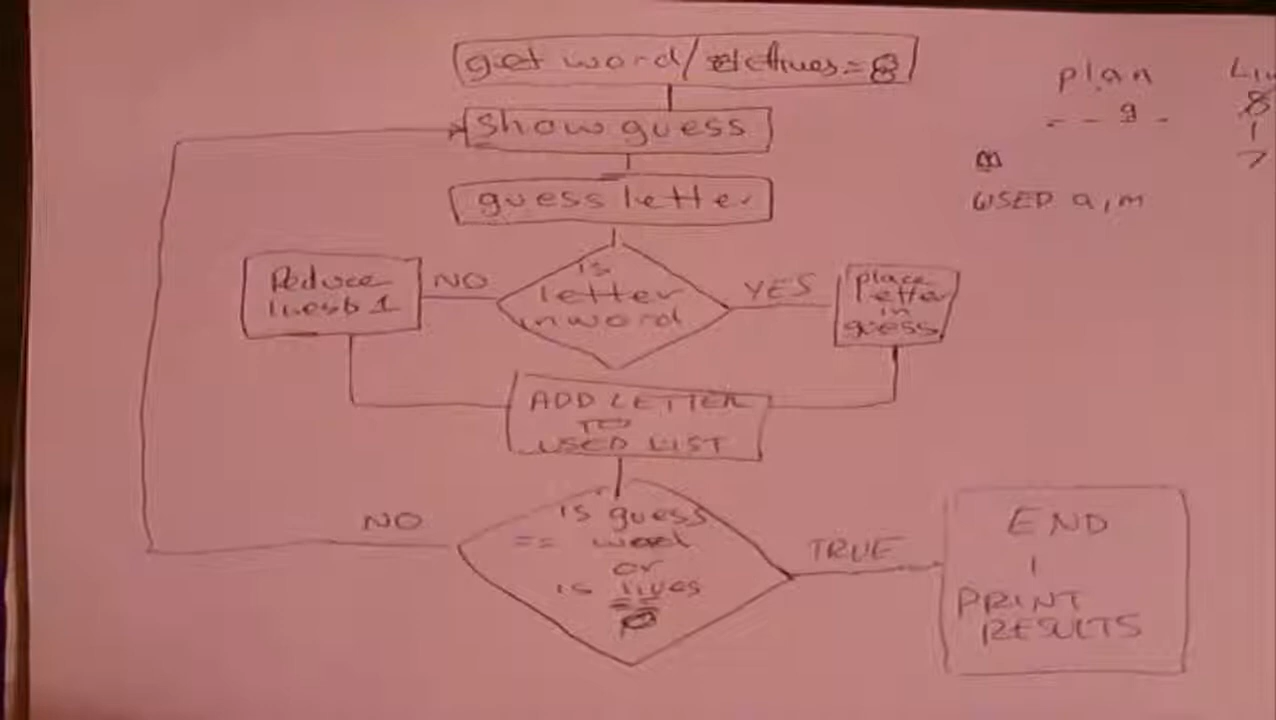 get word/ lives=8
plan
show guess
- - a -
8
1
m
7
guess letter
USED a, m
Reduce
lives by 1
NO
is
letter
in word
YES
place
letter
in
guess
ADD LETTER
TO
USED LIST
NO
is guess
== word
or
is lives
==
0
TRUE
END
PRINT
RESULTS